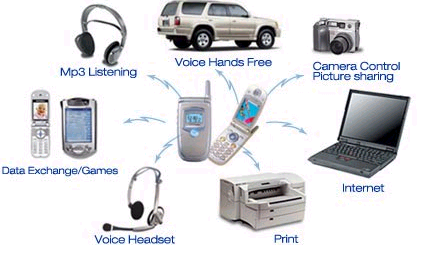 Voice Hands Free
Mp3 Listening
Camera Control
Picture sharing
Data Exchange/Games
Internet
Voice Headset
Print